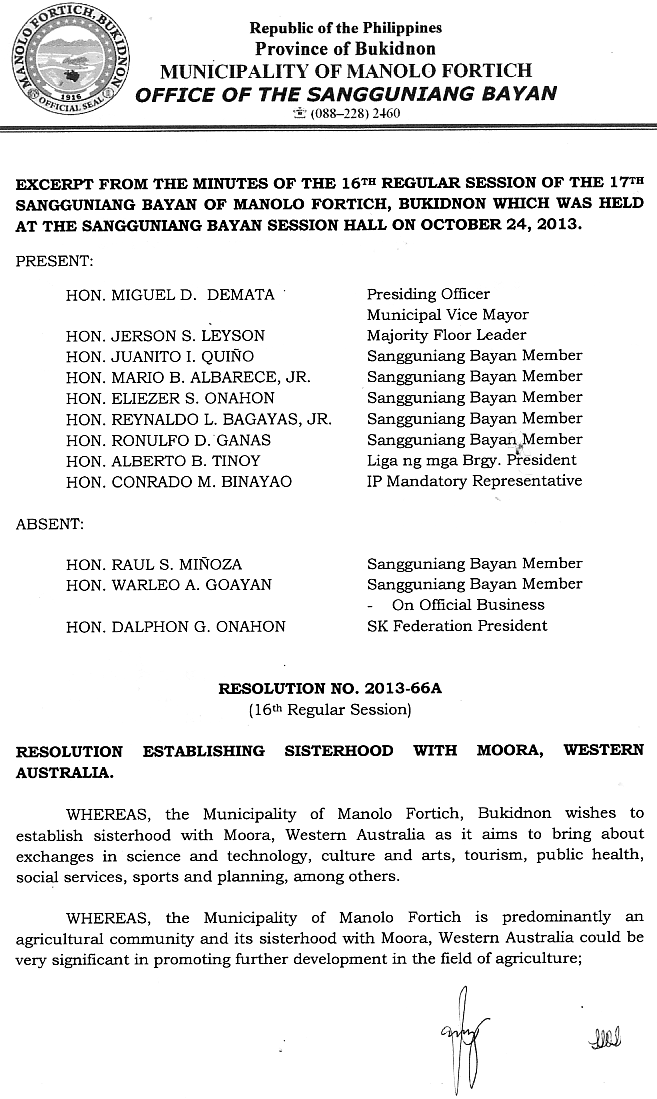 MANOLO FORTICH, BUKIDNON
1916
OFFICIAL SEAL
Republic of the Philippines
Province of Bukidnon
MUNICIPALITY OF MANOLO FORTICH
OFFICE OF THE SANGGUNIANG BAYAN
☏ (088–228) 2460
EXCERPT FROM THE MINUTES OF THE 16TH REGULAR SESSION OF THE 17TH
SANGGUNIANG BAYAN OF MANOLO FORTICH, BUKIDNON WHICH WAS HELD
AT THE SANGGUNIANG BAYAN SESSION HALL ON OCTOBER 24, 2013.
PRESENT:
HON. MIGUEL D. DEMATA Presiding Officer
Municipal Vice Mayor
HON. JERSON S. LEYSON Majority Floor Leader
HON. JUANITO I. QUIÑO Sangguniang Bayan Member
HON. MARIO B. ALBARECE, JR. Sangguniang Bayan Member
HON. ELIEZER S. ONAHON Sangguniang Bayan Member
HON. REYNALDO L. BAGAYAS, JR. Sangguniang Bayan Member
HON. RONULFO D. GANAS Sangguniang Bayan Member
HON. ALBERTO B. TINOY Liga ng mga Brgy. President
HON. CONRADO M. BINAYAO IP Mandatory Representative
ABSENT:
HON. RAUL S. MIÑOZA Sangguniang Bayan Member
HON. WARLEO A. GOAYAN Sangguniang Bayan Member
- On Official Business
HON. DALPHON G. ONAHON SK Federation President
RESOLUTION NO. 2013-66A
(16th Regular Session)
RESOLUTION ESTABLISHING SISTERHOOD WITH MOORA, WESTERN
AUSTRALIA.
WHEREAS, the Municipality of Manolo Fortich, Bukidnon wishes to
establish sisterhood with Moora, Western Australia as it aims to bring about
exchanges in science and technology, culture and arts, tourism, public health,
social services, sports and planning, among others.
WHEREAS, the Municipality of Manolo Fortich is predominantly an
agricultural community and its sisterhood with Moora, Western Australia could be
very significant in promoting further development in the field of agriculture;